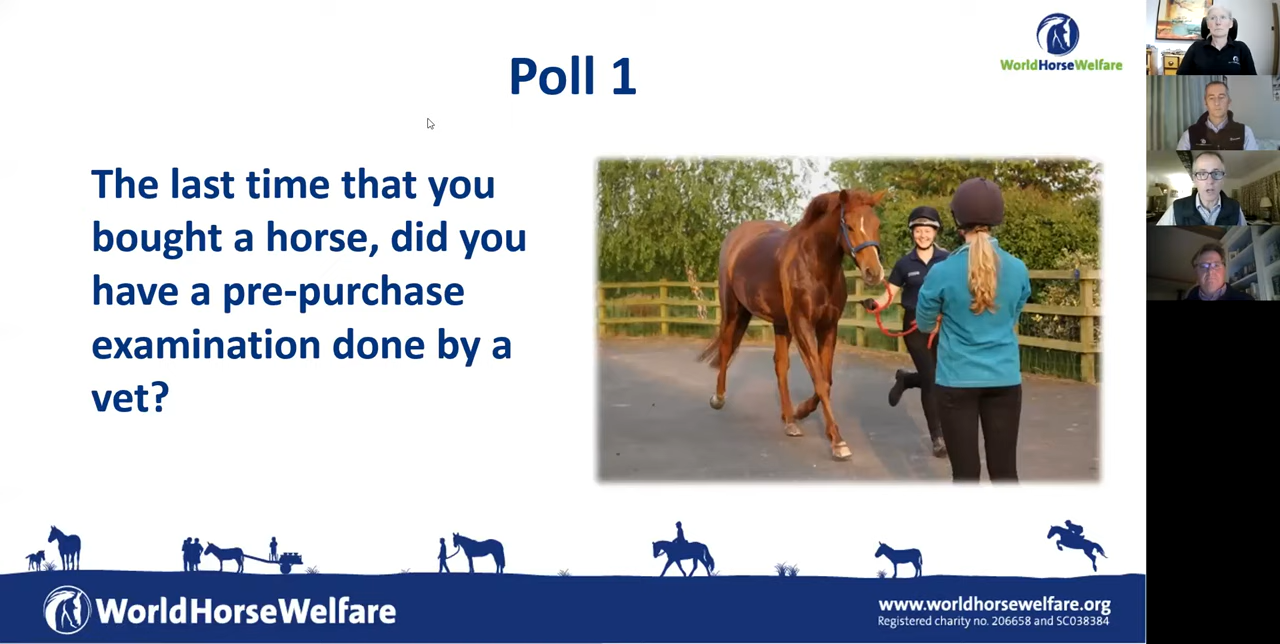 WorldHorseWelfare
Poll 1
The last time that you
bought a horse, did you
have a pre-purchase
examination done by a
vet?
WorldHorseWelfare
www.worldhorsewelfare.org
Registered charity no. 206658 and SC038384